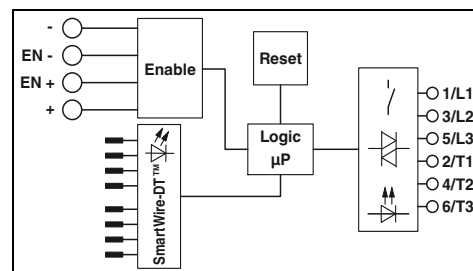 -
EN -
EN +
+
Enable
Reset
Logic
µP
SmartWire-DT™
1/L1
3/L2
5/L3
2/T1
4/T2
6/T3